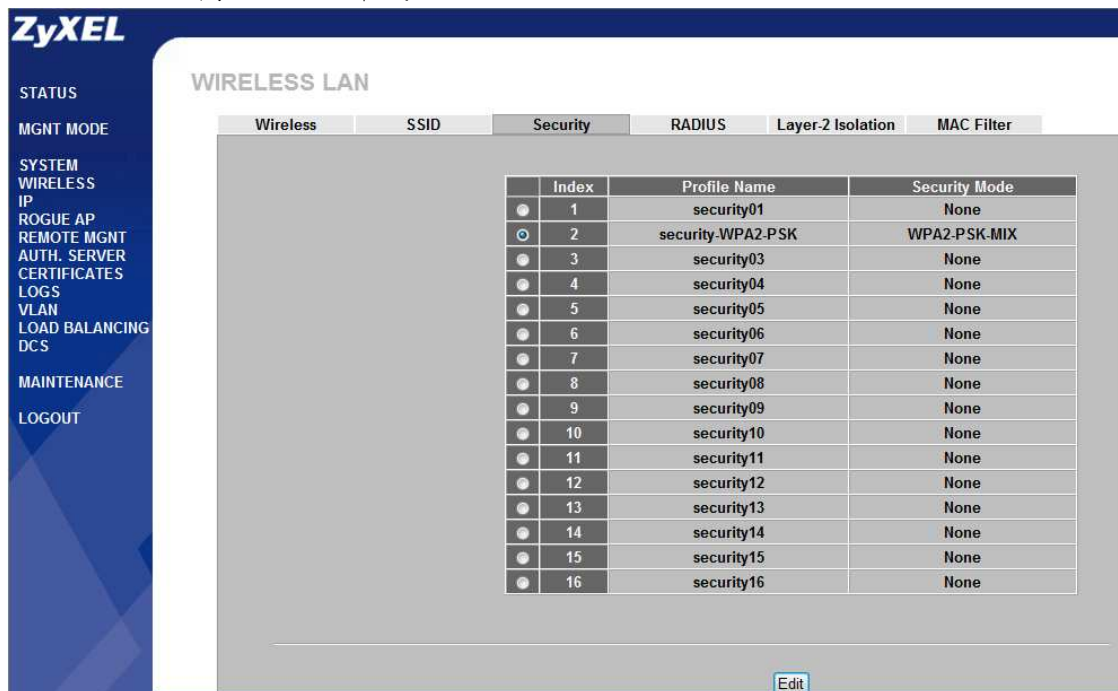 ZyXEL
STATUS
MGNT MODE
SYSTEM
WIRELESS
IP
ROGUE AP
REMOTE MGNT
AUTH. SERVER
CERTIFICATES
LOGS
VLAN
LOAD BALANCING
DCS
MAINTENANCE
LOGOUT
WIRELESS LAN
Wireless SSID Security RADIUS Layer-2 Isolation MAC Filter
Index Profile Name Security Mode
1 security01 None
2 security-WPA2-PSK WPA2-PSK-MIX
3 security03 None
4 security04 None
5 security05 None
6 security06 None
7 security07 None
8 security08 None
9 security09 None
10 security10 None
11 security11 None
12 security12 None
13 security13 None
14 security14 None
15 security15 None
16 security16 None
Edit